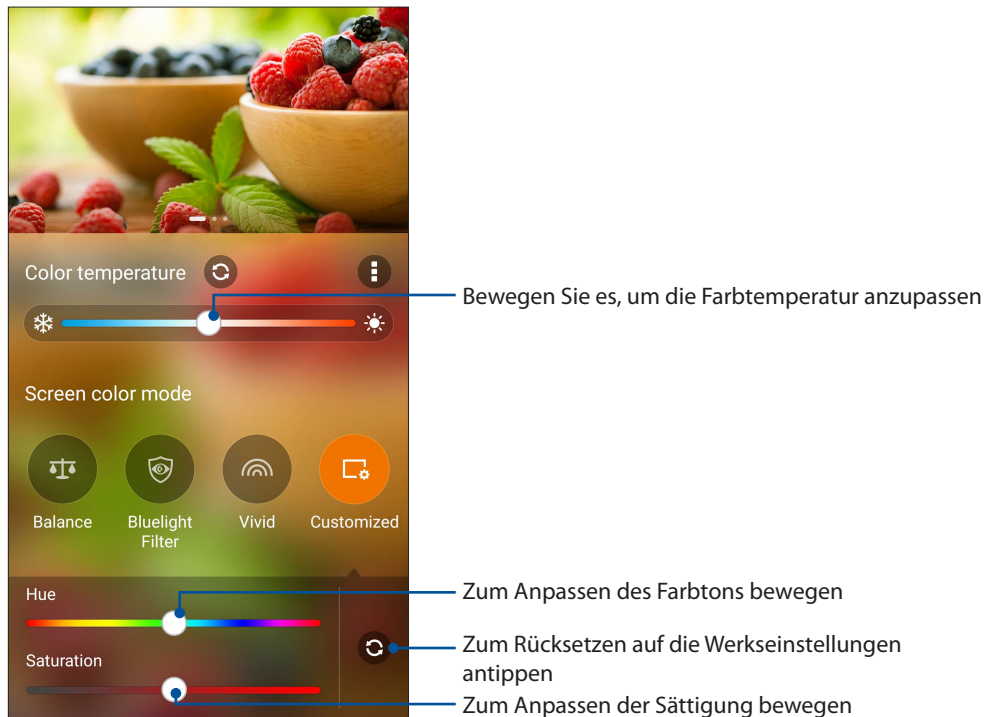 Color temperature
Bewegen Sie es, um die Farbtemperatur anzupassen
Screen color mode
Balance
Bluelight
Filter
Vivid
Customized
Hue
Zum Anpassen des Farbtons bewegen
Zum Rücksetzen auf die Werkseinstellungen
antippen
Saturation
Zum Anpassen der Sättigung bewegen